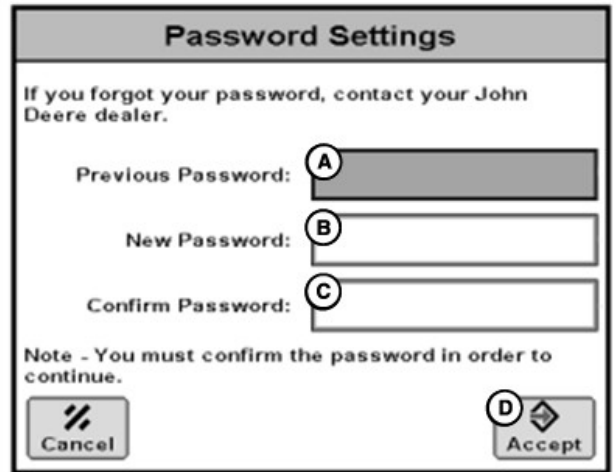 Password Settings
If you forgot your password, contact your John
Deere dealer.
Previous Password:
A
New Password:
B
Confirm Password:
C
Note - You must confirm the password in order to
continue.
Cancel
D
Accept